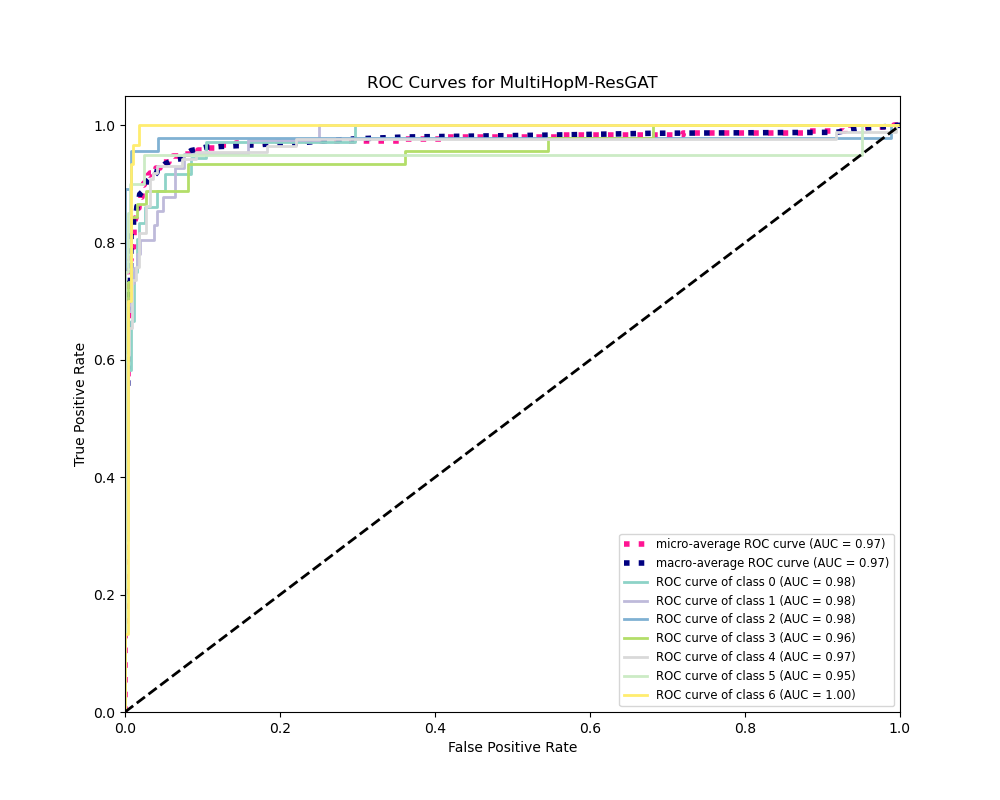 ROC Curves for MultiHopM-ResGAT
1.0
0.8
0.6
0.4
0.2
0.0
True Positive Rate
micro-average ROC curve (AUC = 0.97)
macro-average ROC curve (AUC = 0.97)
ROC curve of class 0 (AUC = 0.98)
ROC curve of class 1 (AUC = 0.98)
ROC curve of class 2 (AUC = 0.98)
ROC curve of class 3 (AUC = 0.96)
ROC curve of class 4 (AUC = 0.97)
ROC curve of class 5 (AUC = 0.95)
ROC curve of class 6 (AUC = 1.00)
0.0 0.2 0.4 0.6 0.8 1.0
False Positive Rate